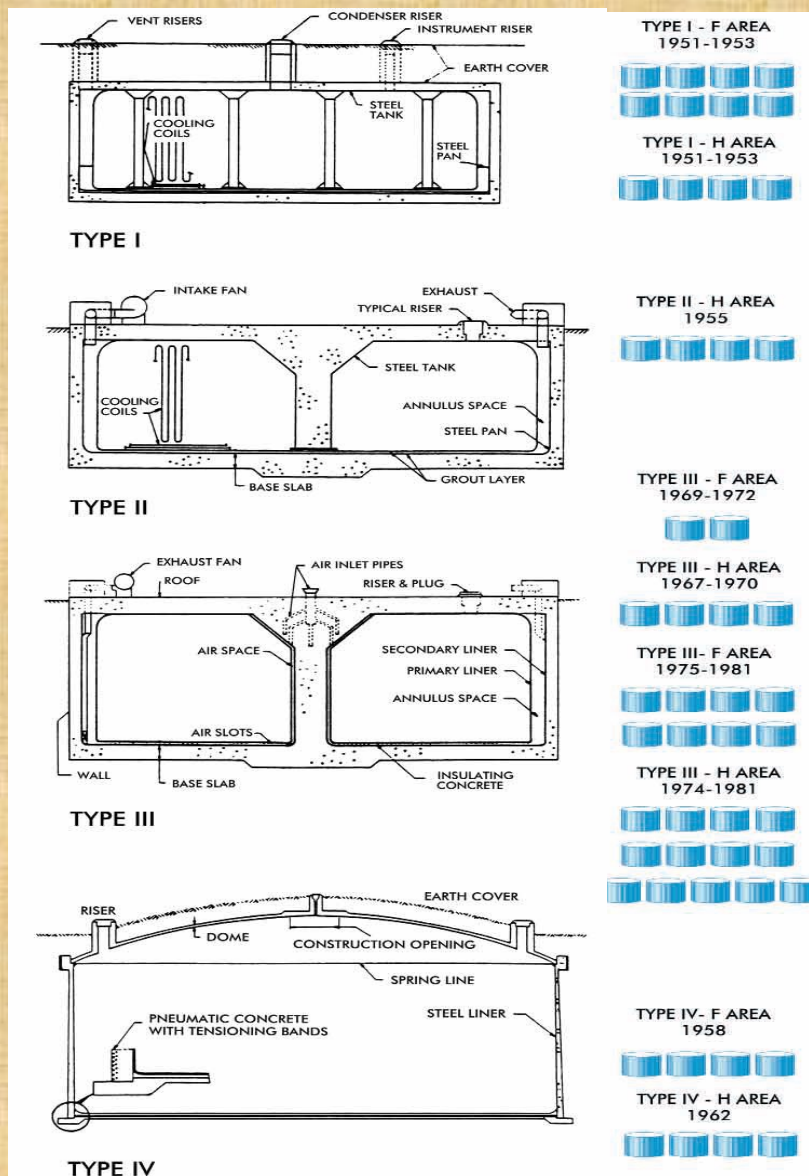 VENT RISERS
CONDENSER RISER
INSTRUMENT RISER
EARTH COVER
STEEL
TANK
COOLING
COILS
STEEL
PAN
TYPE I
TYPE I - F AREA
1951-1953
TYPE I - H AREA
1951-1953
INTAKE FAN
EXHAUST
TYPICAL RISER
STEEL TANK
COOLING
COILS
ANNULUS SPACE
STEEL PAN
BASE SLAB
GROUT LAYER
TYPE II
TYPE II - H AREA
1955
EXHAUST FAN
ROOF
AIR INLET PIPES
RISER & PLUG
AIR SPACE
SECONDARY LINER
PRIMARY LINER
ANNULUS SPACE
AIR SLOTS
WALL
BASE SLAB
INSULATING
CONCRETE
TYPE III
TYPE III - F AREA
1969-1972
TYPE III - H AREA
1967-1970
TYPE III- F AREA
1975-1981
TYPE III - H AREA
1974-1981
RISER
EARTH COVER
DOME
CONSTRUCTION OPENING
SPRING LINE
PNEUMATIC CONCRETE
WITH TENSIONING BANDS
STEEL LINER
TYPE IV
TYPE IV- F AREA
1958
TYPE IV - H AREA
1962